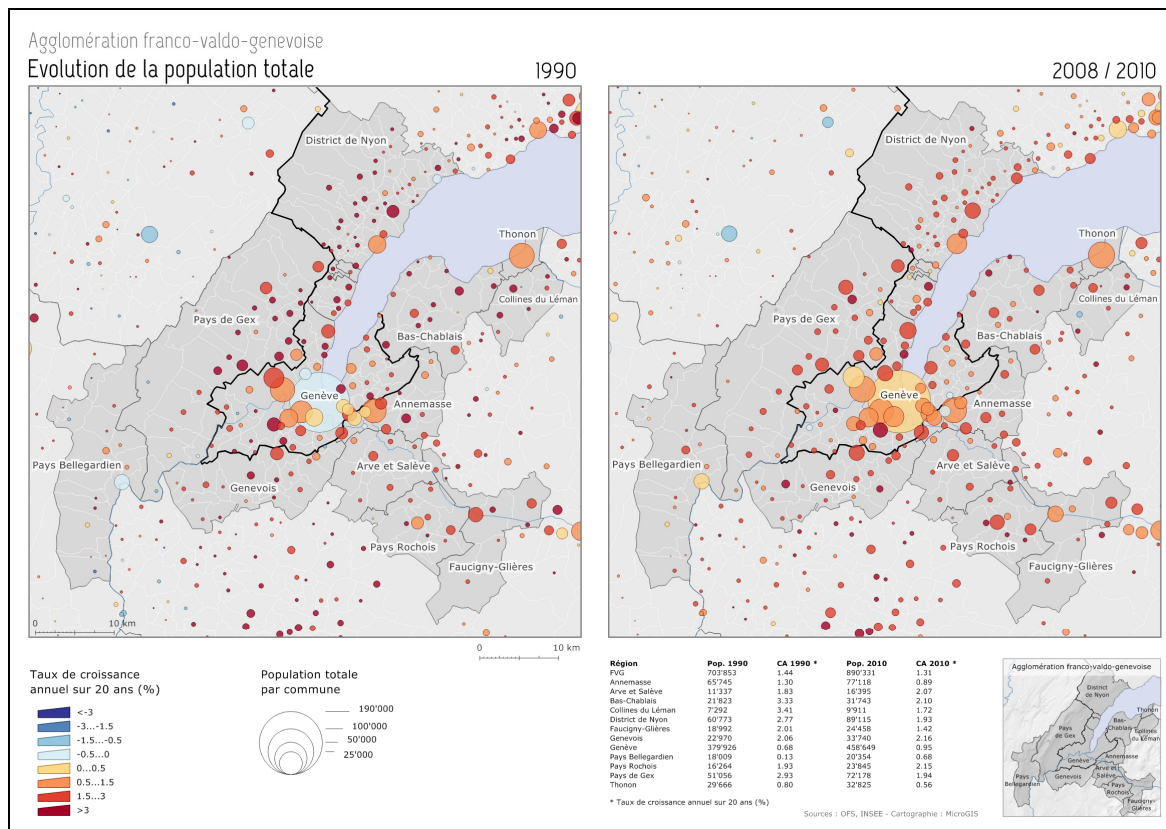 Agglomération franco-valdo-genevoise
Evolution de la population totale
1990
2008 / 2010
District de Nyon
Thonon
Collines du Léman
Pays de Gex
Bas-Chablais
Genève
Annemasse
Pays Bellegardien
Arve et Salève
Genevois
Pays Rochois
Faucigny-Glières
0 10 km
District de Nyon
Thonon
Collines du Léman
Pays de Gex
Bas-Chablais
Genève
Annemasse
Pays Bellegardien
Arve et Salève
Genevois
Pays Rochois
Faucigny-Glières
0 10 km
Taux de croissance
annuel sur 20 ans (%)
<-3
-3...-1.5
-1.5...-0.5
-0.5...0
0...0.5
0.5...1.5
1.5...3
>3
Population totale
par commune
190'000
100'000
50'000
25'000
0 10 km
Région Pop. 1990 CA 1990 * Pop. 2010 CA 2010 *
FVG 703'853 1.44 890'331 1.31
Annemasse 65'745 1.30 77'118 0.89
Arve et Salève 11'337 1.83 16'395 2.07
Bas-Chablais 21'823 3.33 31'743 2.10
Collines du Léman 7'292 3.41 9'911 1.72
District de Nyon 60'773 2.77 89'115 1.93
Faucigny-Glières 18'992 2.01 24'658 1.42
Genevois 22'970 2.06 33'740 2.16
Genève 379'926 0.68 458'649 0.95
Pays Bellegardien 18'009 0.13 20'354 0.68
Pays Rochois 16'264 1.93 23'845 2.15
Pays de Gex 51'056 2.93 72'178 1.94
Thonon 29'666 0.80 32'825 0.56
* Taux de croissance annuel sur 20 ans (%)
Sources : OFS, INSEE - Cartographie : MicroGIS
Agglomération franco-valdo-genevoise
District
de Nyon
Thonon
Pays
de Gex
Bas-
Chablais
Collines
du Léman
Genève
Annemasse
Genevois
Arve et
Salève
Pays
Bellegardien
Pays
Rochois
Faucigny-
Glières